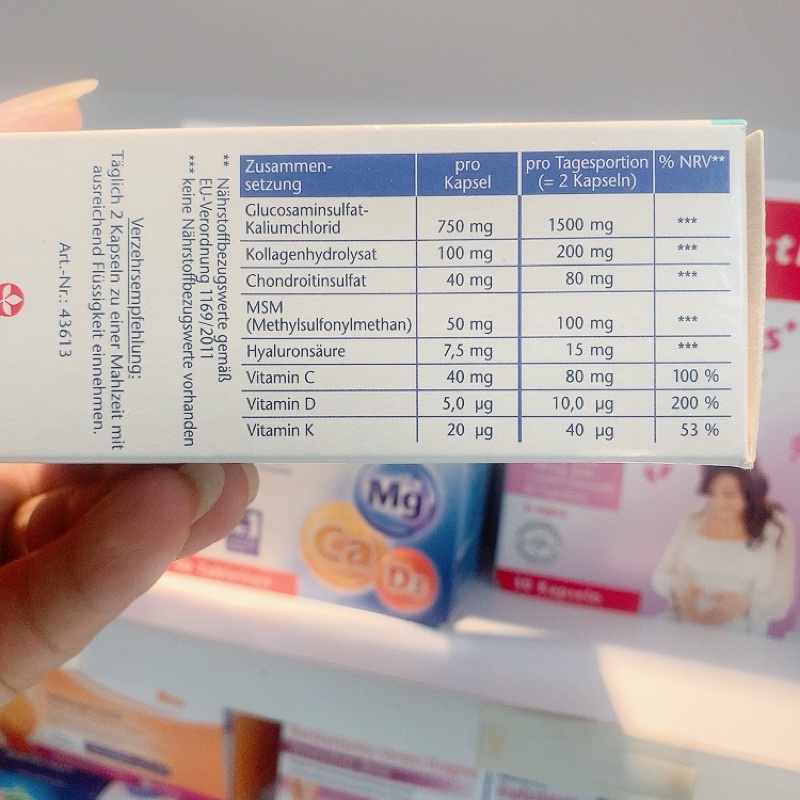 Zusammen- pro pro Tagesportion % NRV**
setzung Kapsel (= 2 Kapseln)
Glucosaminsulfat-
Kaliumchlorid 750 mg 1500 mg ***
Kollagenhydrolysat 100 mg 200 mg ***
Chondroitinsulfat 40 mg 80 mg ***
MSM
(Methylsulfonylmethan) 50 mg 100 mg ***
Hyaluronsäure 7,5 mg 15 mg ***
Vitamin C 40 mg 80 mg 100 %
Vitamin D 5,0 µg 10,0 µg 200 %
Vitamin K 20 µg 40 µg 53 %
** Nährstoffbezugswerte gemäß
EU-Verordnung 1169/2011
*** keine Nährstoffbezugswerte vorhanden
Verzehrsempfehlung:
Täglich 2 Kapseln zu einer Mahlzeit mit
ausreichend Flüssigkeit einnehmen.
Art.-Nr.: 43613
Mg
Ca
D3
Kapseln